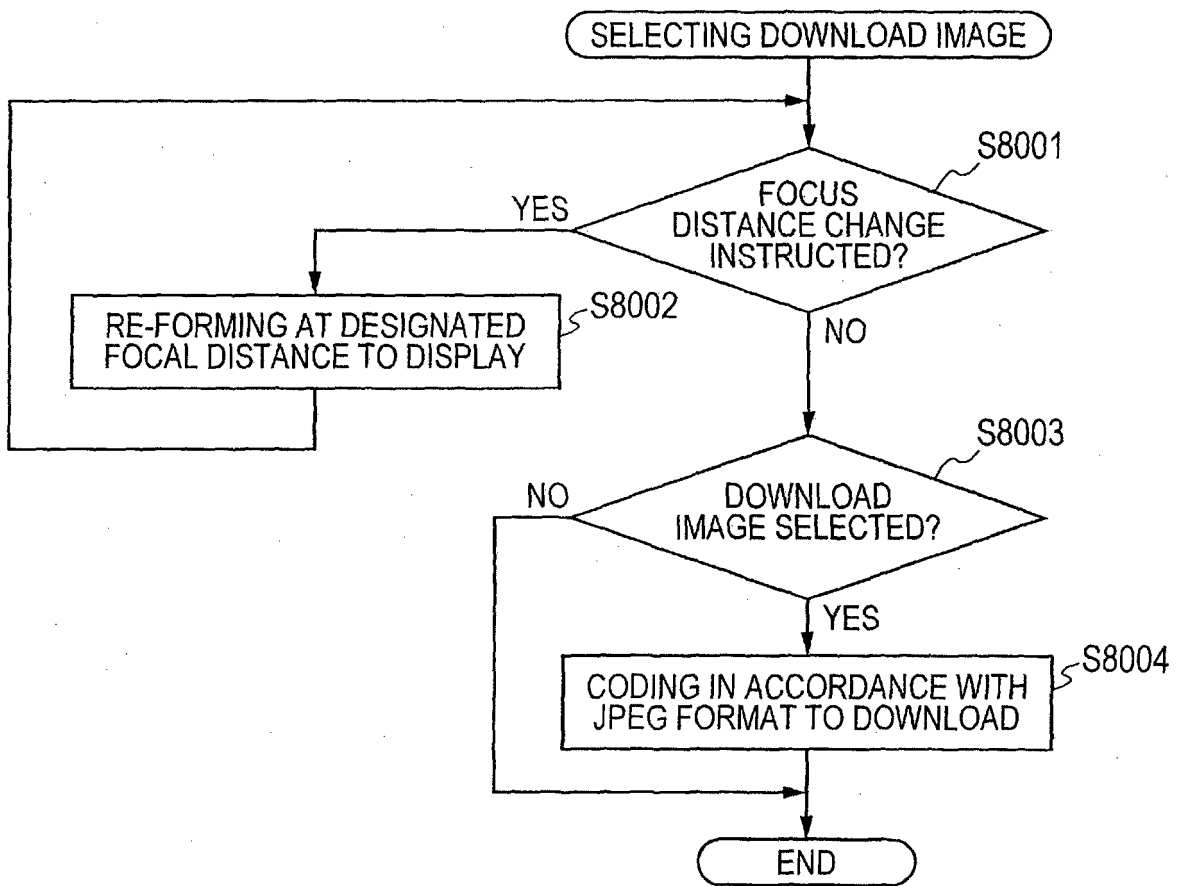 SELECTING DOWNLOAD IMAGE
S8001
FOCUS
DISTANCE CHANGE
INSTRUCTED?
YES
S8002
RE-FORMING AT DESIGNATED
FOCAL DISTANCE TO DISPLAY
NO
S8003
DOWNLOAD
IMAGE SELECTED?
NO
YES
S8004
CODING IN ACCORDANCE WITH
JPEG FORMAT TO DOWNLOAD
END